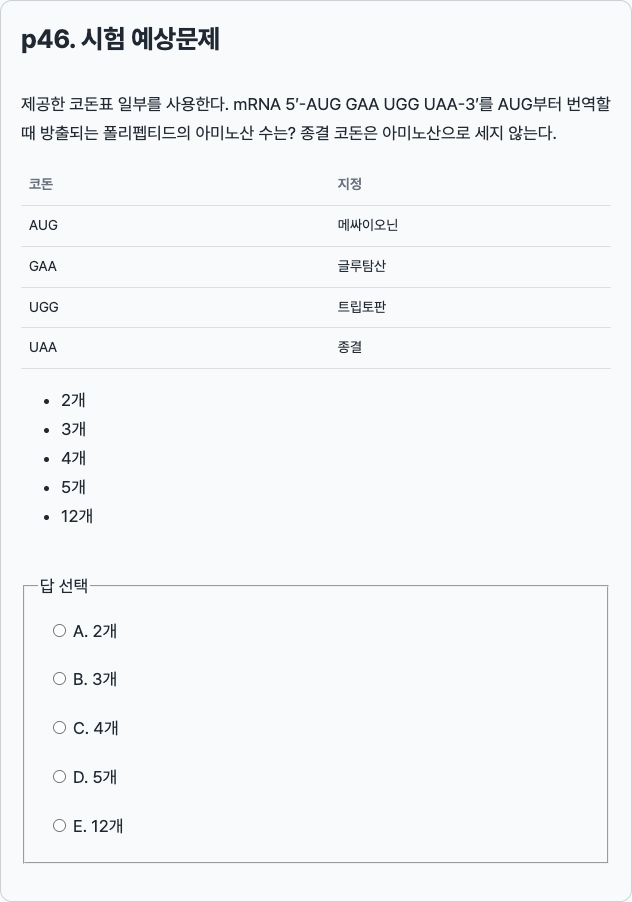 p46. 시험 예상문제
제공한 코돈표 일부를 사용한다. mRNA 5′-AUG GAA UGG UAA-3′를 AUG부터 번역할
때 방출되는 폴리펩티드의 아미노산 수는? 종결 코돈은 아미노산으로 세지 않는다.
코돈 지정
AUG 메싸이오닌
GAA 글루탐산
UGG 트립토판
UAA 종결
• 2개
• 3개
• 4개
• 5개
• 12개
답 선택
A. 2개
B. 3개
C. 4개
D. 5개
E. 12개